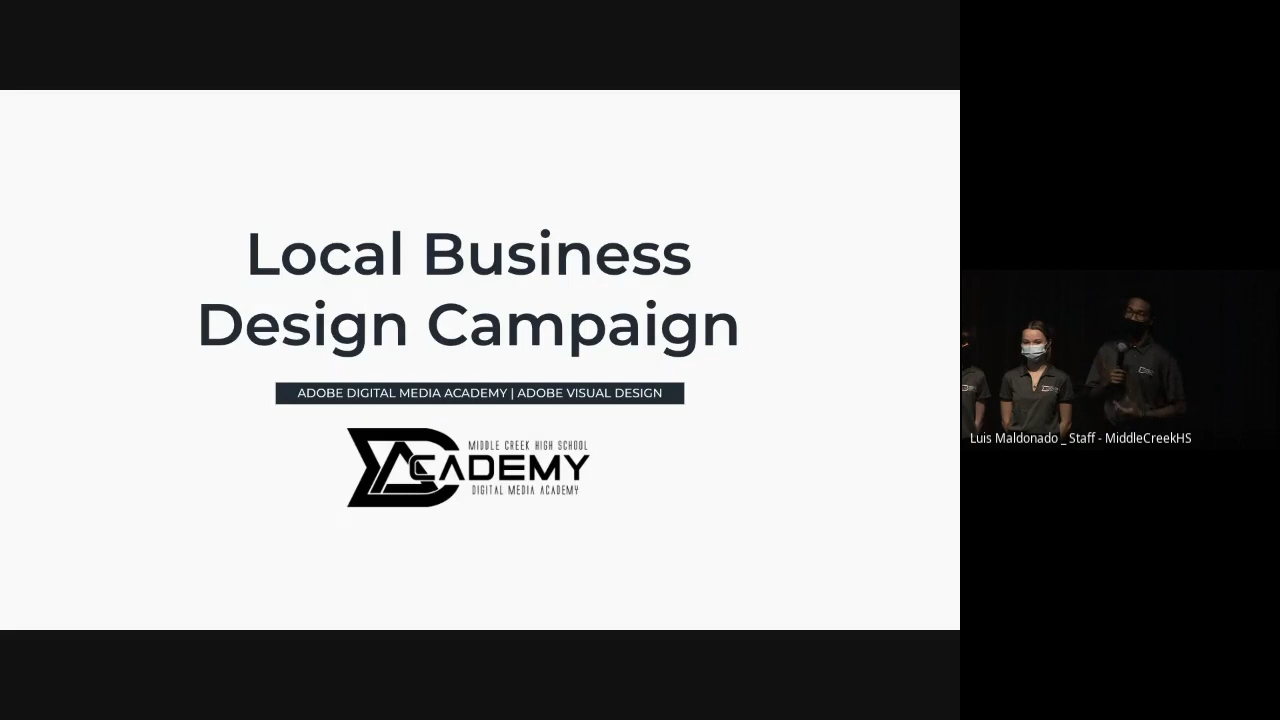 Local Business
Design Campaign
ADOBE DIGITAL MEDIA ACADEMY | ADOBE VISUAL DESIGN
MIDDLE CREEK HIGH SCHOOL
ACADEMY
DIGITAL MEDIA ACADEMY
Luis Maldonado _ Staff - MiddleCreekHS